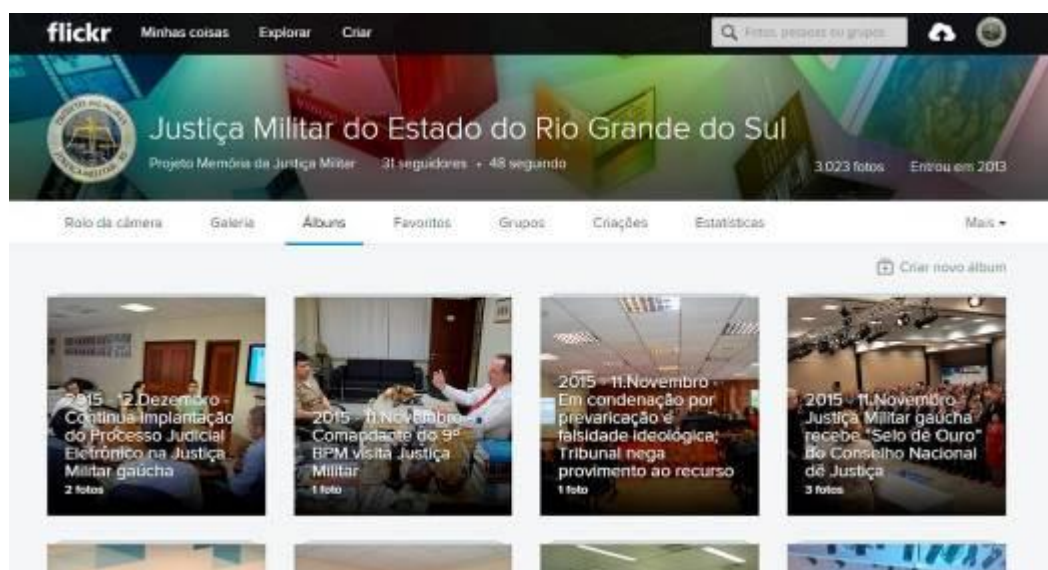 flickr Minhas coisas Explorar Criar Fotos, pessoas ou grupos
Justiça Militar do Estado do Rio Grande do Sul
Projeto Memória da Justiça Militar 31 seguidores • 48 seguindo 3.023 fotos Entrou em 2013
Rolo da câmera Galeria Álbuns Favoritos Grupos Criações Estatísticas Mais
Criar novo álbum
2015 - 12.Dezembro -
Continua implantação
do Processo Judicial
Eletrônico na Justiça
Militar gaúcha
2 fotos
2015 - 11.Novembro -
Comandante do 9º
BPM visita Justiça
Militar
1 foto
2015 - 11.Novembro -
Em condenação por
prevaricação e
falsidade ideológica,
Tribunal nega
provimento ao recurso
1 foto
2015 - 11.Novembro -
Justiça Militar gaúcha
recebe "Selo de Ouro"
do Conselho Nacional
de Justiça
3 fotos